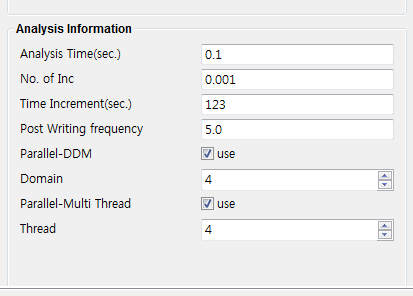 Analysis Information
Analysis Time(sec.) 0.1
No. of Inc 0.001
Time Increment(sec.) 123
Post Writing frequency 5.0
Parallel-DDM use
Domain 4
Parallel-Multi Thread use
Thread 4